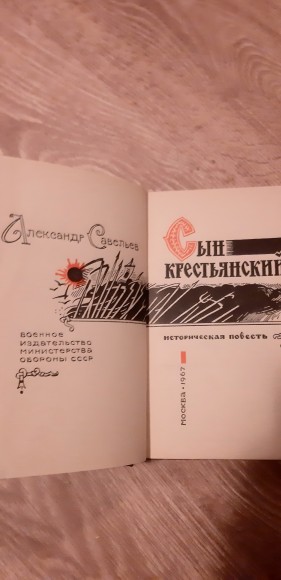 Александр Савельев
ВОЕННОЕ
ИЗДАТЕЛЬСТВО
МИНИСТЕРСТВА
ОБОРОНЫ СССР
Сын
КРЕСТЬЯНСКИЙ
ИСТОРИЧЕСКАЯ ПОВЕСТЬ
МОСКВА · 1967